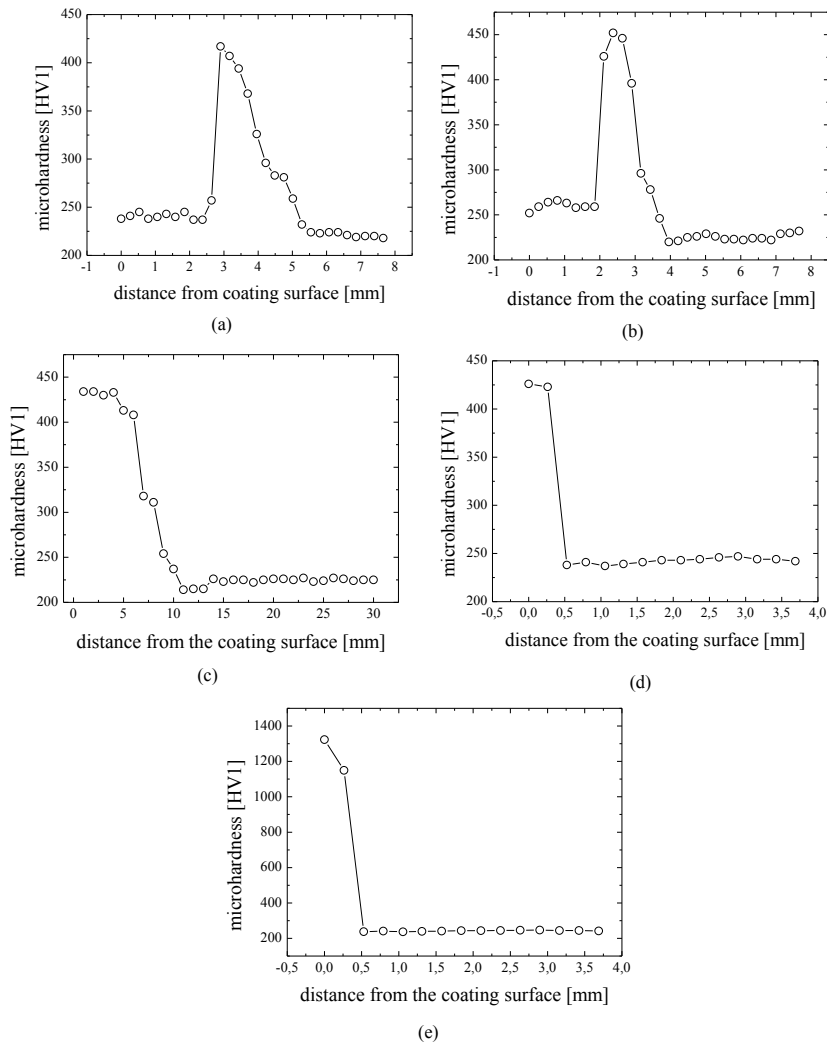 450
400
350
300
250
200
microhardness [HV1]
-1 0 1 2 3 4 5 6 7 8
distance from coating surface [mm]
(a)
450
400
350
300
250
200
microhardness [HV1]
-1 0 1 2 3 4 5 6 7 8
distance from the coating surface [mm]
(b)
450
400
350
300
250
200
microhardness [HV1]
0 5 10 15 20 25 30
distance from the coating surface [mm]
(c)
450
400
350
300
250
200
microhardness [HV1]
-0,5 0,0 0,5 1,0 1,5 2,0 2,5 3,0 3,5 4,0
distance from the coating surface [mm]
(d)
1400
1200
1000
800
600
400
200
microhardness [HV1]
-0,5 0,0 0,5 1,0 1,5 2,0 2,5 3,0 3,5 4,0
distance from the coating surface [mm]
(e)